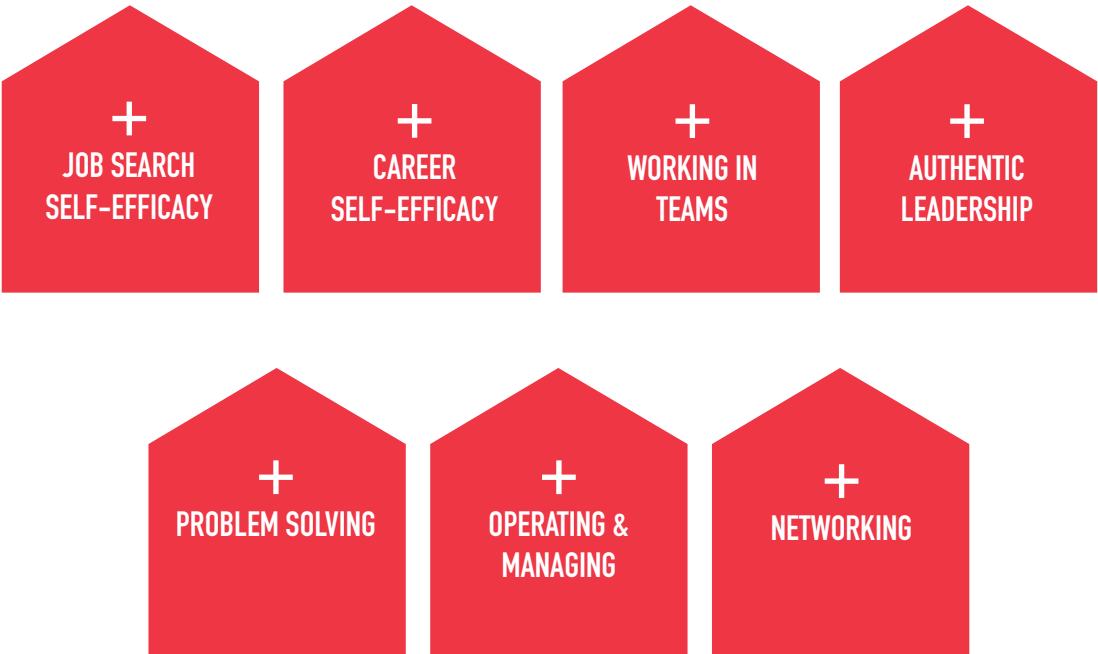 +
JOB SEARCH
SELF-EFFICACY
+
CAREER
SELF-EFFICACY
+
WORKING IN
TEAMS
+
AUTHENTIC
LEADERSHIP
+
PROBLEM SOLVING
+
OPERATING &
MANAGING
+
NETWORKING